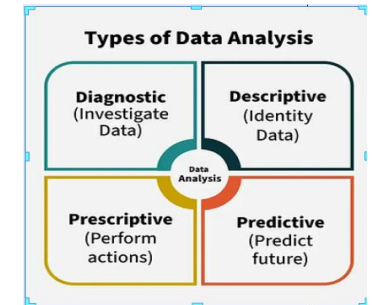 Types of Data Analysis
Diagnostic
(Investigate
Data)
Descriptive
(Identity
Data)
Data
Analysis
Prescriptive
(Perform
actions)
Predictive
(Predict
future)